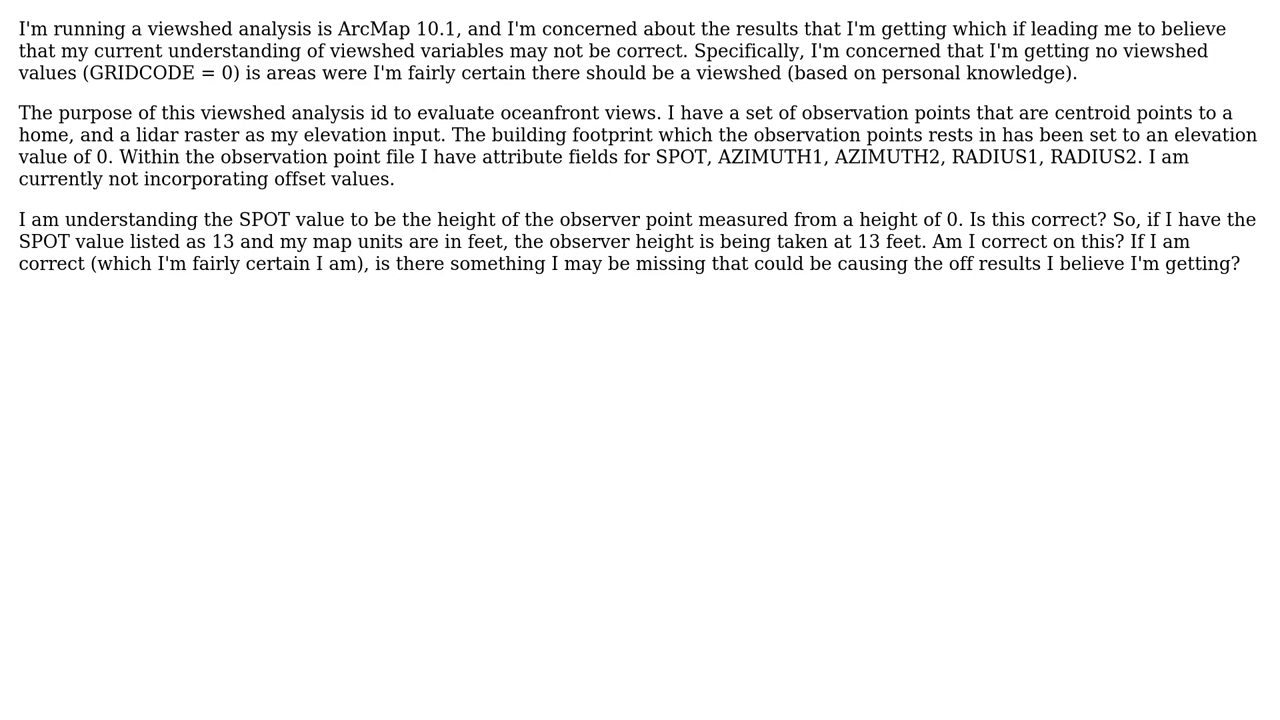 I'm running a viewshed analysis is ArcMap 10.1, and I'm concerned about the results that I'm getting which if leading me to believe
that my current understanding of viewshed variables may not be correct. Specifically, I'm concerned that I'm getting no viewshed
values (GRIDCODE = 0) is areas were I'm fairly certain there should be a viewshed (based on personal knowledge).
The purpose of this viewshed analysis id to evaluate oceanfront views. I have a set of observation points that are centroid points to a
home, and a lidar raster as my elevation input. The building footprint which the observation points rests in has been set to an elevation
value of 0. Within the observation point file I have attribute fields for SPOT, AZIMUTH1, AZIMUTH2, RADIUS1, RADIUS2. I am
currently not incorporating offset values.
I am understanding the SPOT value to be the height of the observer point measured from a height of 0. Is this correct? So, if I have the
SPOT value listed as 13 and my map units are in feet, the observer height is being taken at 13 feet. Am I correct on this? If I am
correct (which I'm fairly certain I am), is there something I may be missing that could be causing the off results I believe I'm getting?